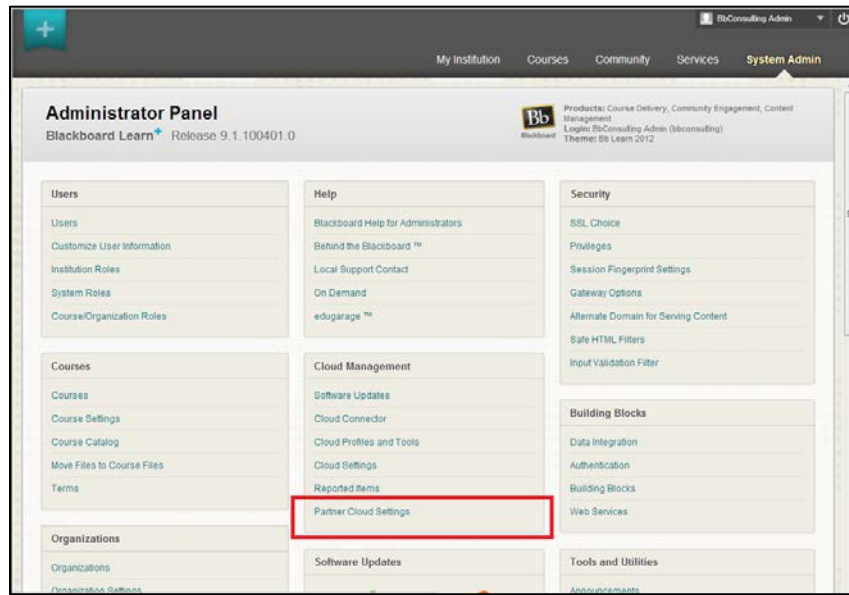 BbConsulting Admin
My Institution Courses Community Services System Admin
Administrator Panel
Blackboard Learn+ Release 9.1.100401.0
Bb
Blackboard
Products: Course Delivery, Community Engagement, Content
Management
Login: BbConsulting Admin (bbconsulting)
Theme: Bb Learn 2012
Users
Users
Customize User Information
Institution Roles
System Roles
Course/Organization Roles
Courses
Courses
Course Settings
Course Catalog
Move Files to Course Files
Terms
Organizations
Organizations
Organization Settings
Help
Blackboard Help for Administrators
Behind the Blackboard ™
Local Support Contact
On Demand
edugarage ™
Cloud Management
Software Updates
Cloud Connector
Cloud Profiles and Tools
Cloud Settings
Reported Items
Partner Cloud Settings
Software Updates
Security
SSL Choice
Privileges
Session Fingerprint Settings
Gateway Options
Alternate Domain for Serving Content
Safe HTML Filters
Input Validation Filter
Building Blocks
Data Integration
Authentication
Building Blocks
Web Services
Tools and Utilities
Announcements